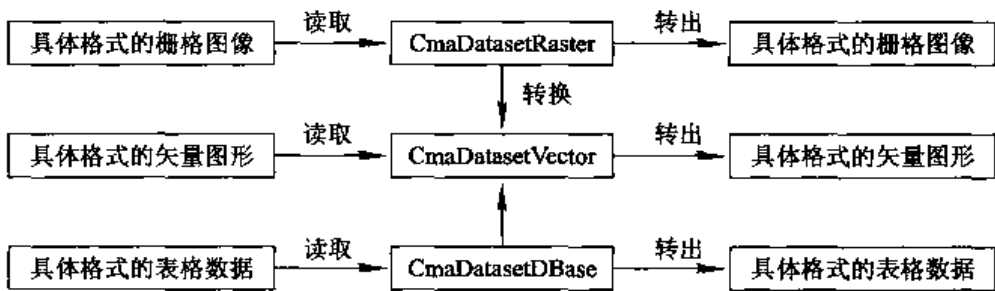 读取
转出
具体格式的栅格图像
CmaDatasetRaster
具体格式的栅格图像
转换
读取
转出
具体格式的矢量图形
CmaDatasetVector
具体格式的矢量图形
读取
转出
具体格式的表格数据
CmaDatasetDBase
具体格式的表格数据